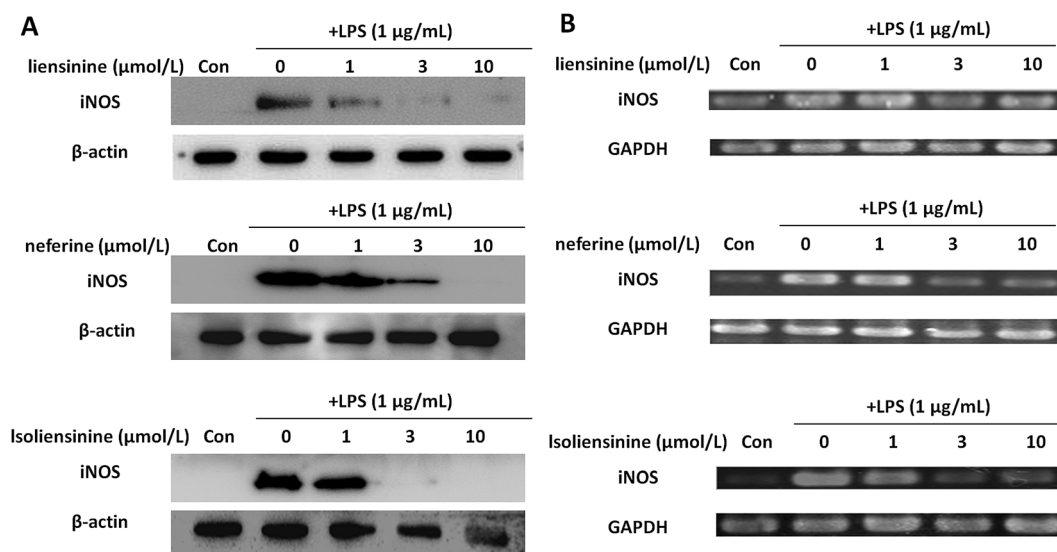 A
+LPS (1 µg/mL)
liensinine (µmol/L) Con 0 1 3 10
iNOS
β-actin
+LPS (1 µg/mL)
neferine (µmol/L) Con 0 1 3 10
iNOS
β-actin
+LPS (1 µg/mL)
Isoliensinine (µmol/L) Con 0 1 3 10
iNOS
β-actin
B
+LPS (1 µg/mL)
liensinine (µmol/L) Con 0 1 3 10
iNOS
GAPDH
+LPS (1 µg/mL)
neferine (µmol/L) Con 0 1 3 10
iNOS
GAPDH
+LPS (1 µg/mL)
Isoliensinine (µmol/L) Con 0 1 3 10
iNOS
GAPDH